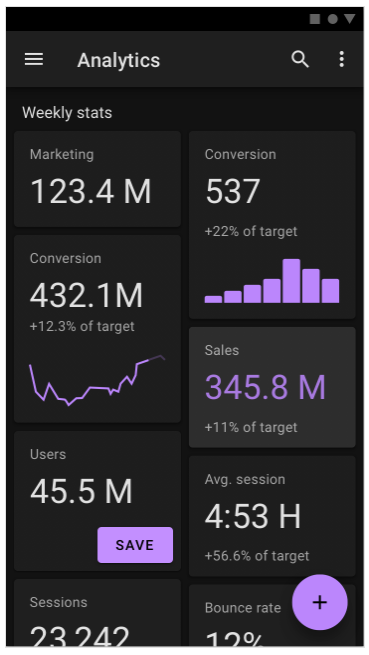 Analytics
Weekly stats
Marketing
123.4 M
Conversion
432.1M
+12.3% of target
Users
45.5 M
SAVE
Sessions
23,242
Conversion
537
+22% of target
Sales
345.8 M
+11% of target
Avg. session
4:53 H
+56.6% of target
Bounce rate
12%